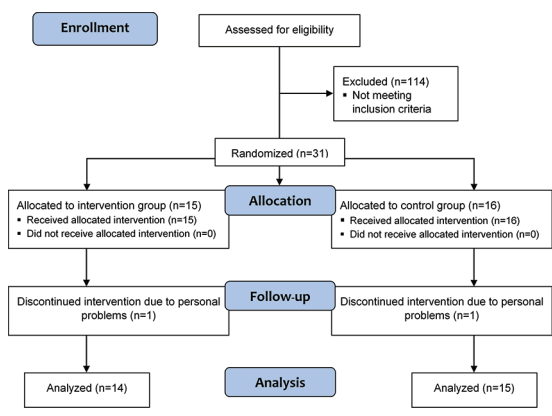 Enrollment
Assessed for eligibility
Excluded (n=114)
▪ Not meeting
inclusion criteria
Randomized (n=31)
Allocated to intervention group (n=15)
▪ Received allocated intervention (n=15)
▪ Did not receive allocated intervention (n=0)
Allocation
Allocated to control group (n=16)
▪ Received allocated intervention (n=16)
▪ Did not receive allocated intervention (n=0)
Discontinued intervention due to personal
problems (n=1)
Follow-up
Discontinued intervention due to personal
problems (n=1)
Analyzed (n=14)
Analysis
Analyzed (n=15)